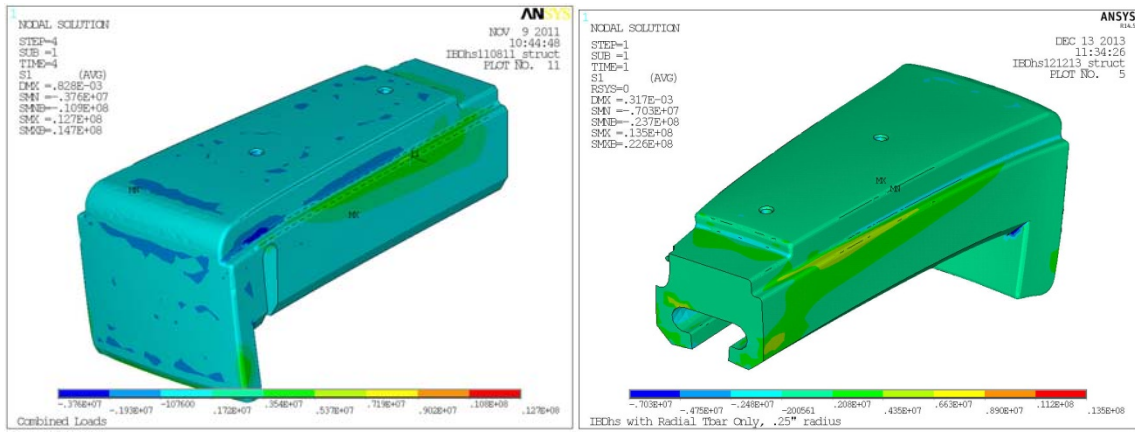 1
NODAL SOLUTION
STEP=4
SUB =1
TIME=4
S1 (AVG)
DMX =.828E-03
SMN =-.376E+07
SMNB=-.109E+08
SMX =.127E+08
SMXB=.147E+08
ANSYS
NOV 9 2011
10:44:48
IBDhs110811_struct
PLOT NO. 11
MN
MX
-.376E+07
-.193E+07
-107600
.172E+07
.354E+07
.537E+07
.719E+07
.902E+07
.108E+08
.127E+08
Combined Loads
1
NODAL SOLUTION
STEP=1
SUB =1
TIME=1
S1 (AVG)
RSYS=0
DMX =.317E-03
SMN =-.703E+07
SMNB=-.237E+08
SMX =.135E+08
SMXB=.226E+08
ANSYS
R14.5
DEC 13 2013
11:34:26
IBDhs121213_struct
PLOT NO. 5
MX
MN
-.703E+07
-.475E+07
-.248E+07
-200561
.208E+07
.435E+07
.663E+07
.890E+07
.112E+08
.135E+08
IBDhs with Radial Tbar Only, .25" radius